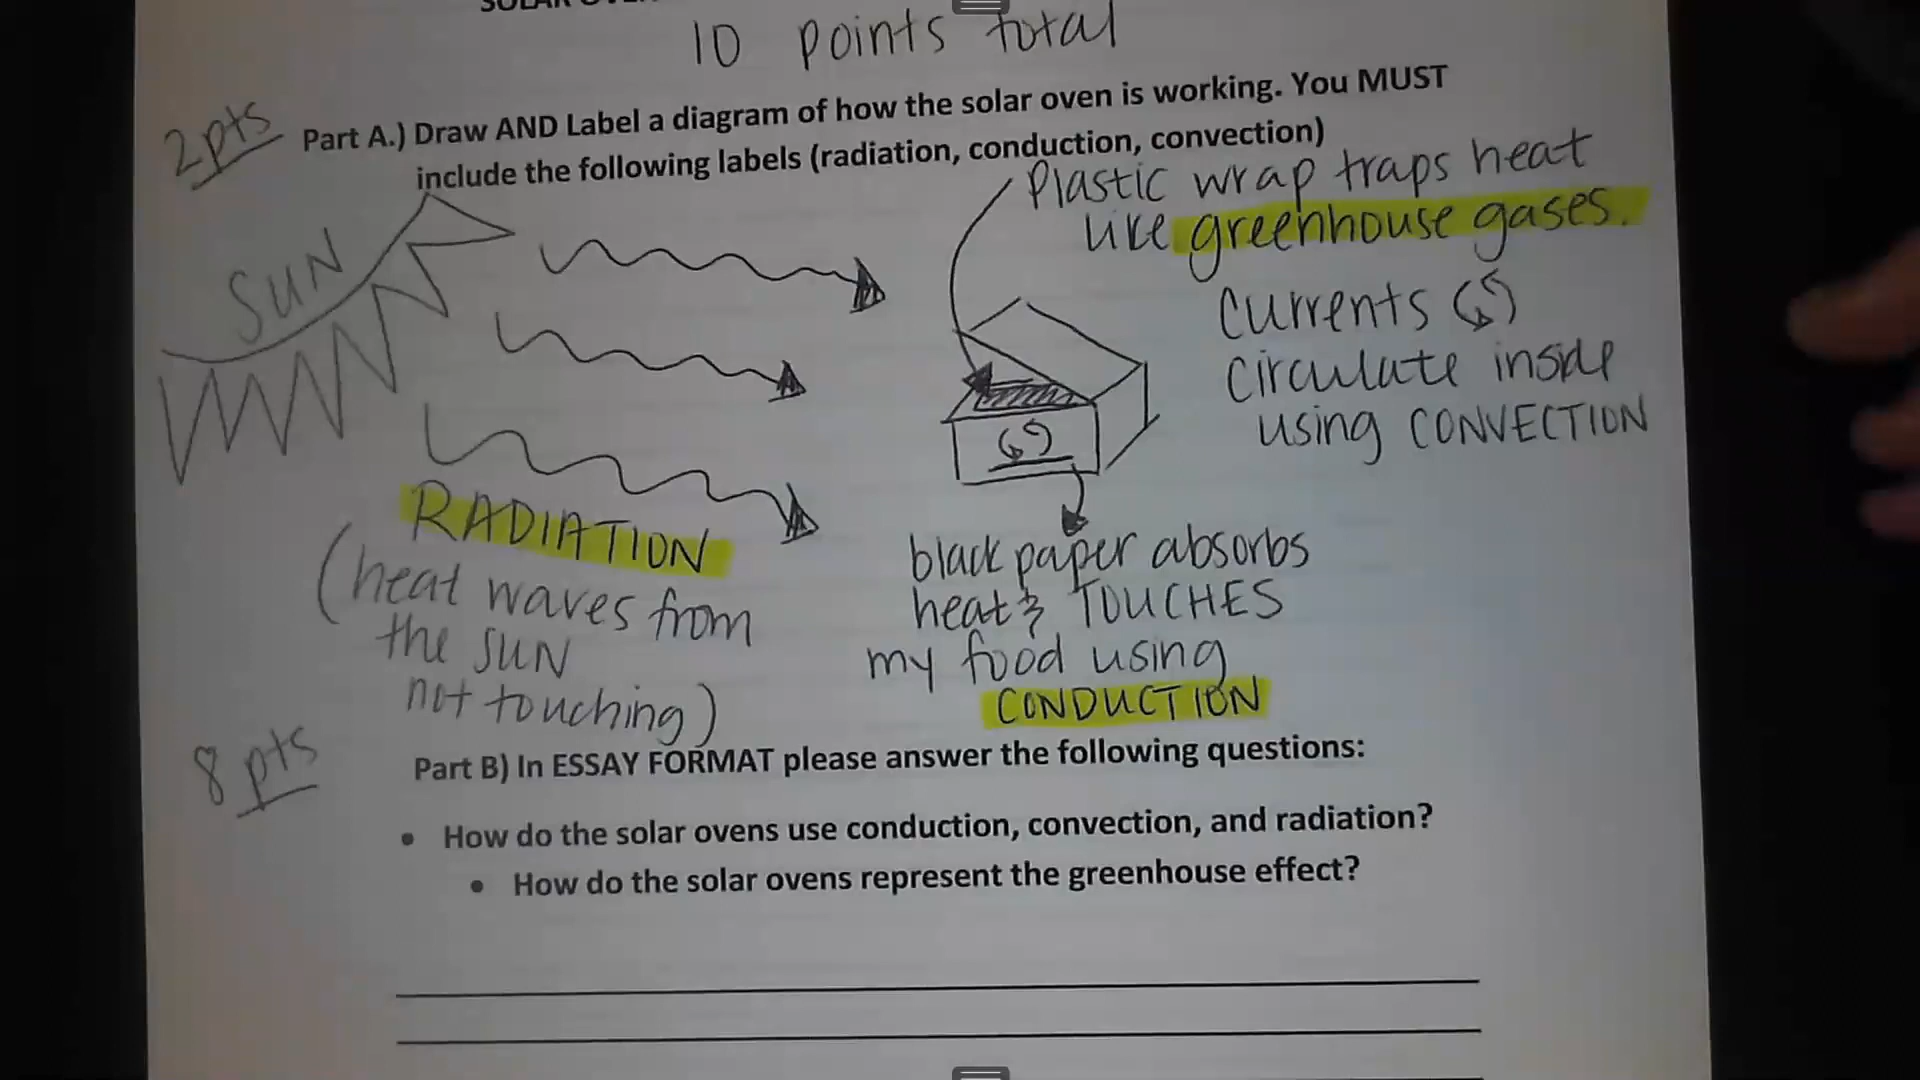 10 points total
2pts
Part A.) Draw AND Label a diagram of how the solar oven is working. You MUST
include the following labels (radiation, conduction, convection)
Plastic wrap traps heat
like greenhouse gases.
SUN
Currents
circulate inside
using CONVECTION
RADIATION
(heat waves from
the SUN
not touching)
black paper absorbs
heat & TOUCHES
my food using
CONDUCTION
8 pts
Part B) In ESSAY FORMAT please answer the following questions:
• How do the solar ovens use conduction, convection, and radiation?
• How do the solar ovens represent the greenhouse effect?